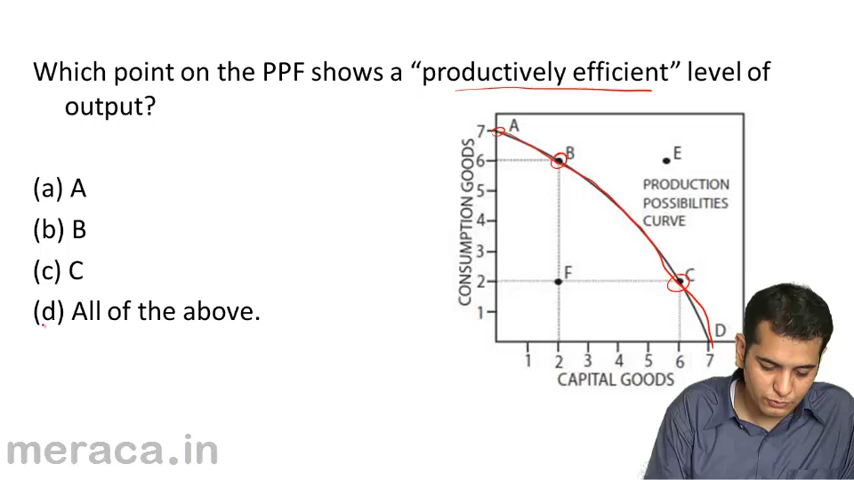 Which point on the PPF shows a “productively efficient” level of
output?
(a) A
(b) B
(c) C
(d) All of the above.
CONSUMPTION GOODS
7
6
5
4
3
2
1
A
B
E
PRODUCTION
POSSIBILITIES
CURVE
F
C
D
1 2 3 4 5 6 7
CAPITAL GOODS
meraca.in